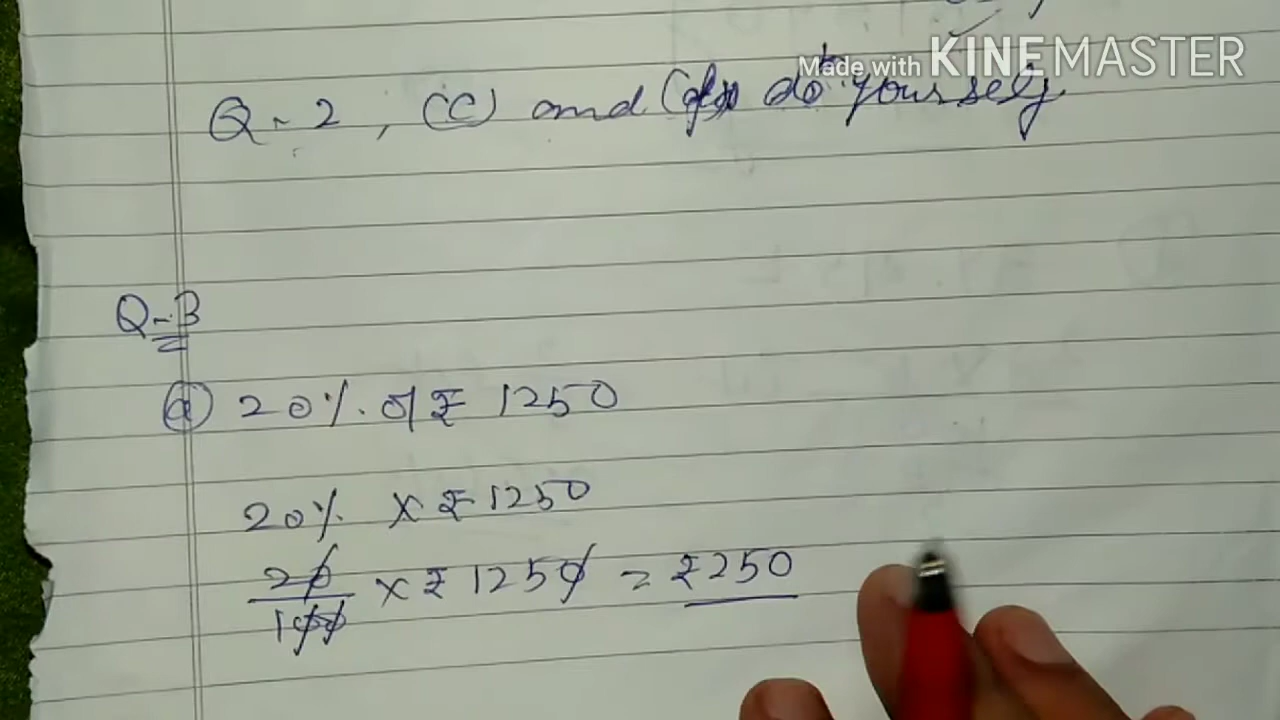 Made with KINEMASTER
Q-2, (C) and (d) do yourself.
Q-3
(a) 20% of ₹ 1250
20% × ₹ 1250
20/100 × ₹ 1250 = ₹250